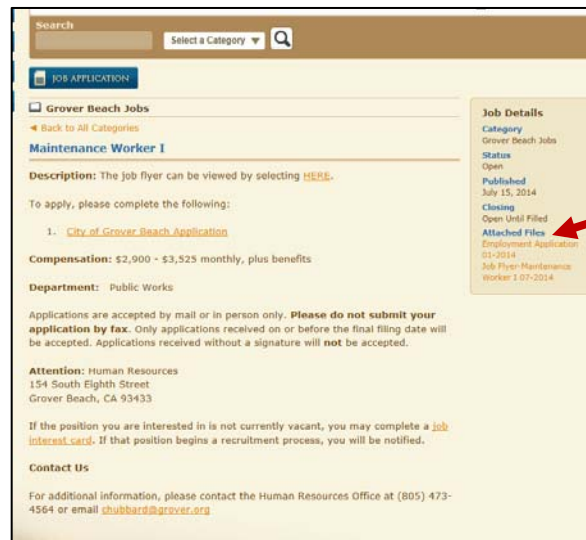 Search
Select a Category
JOB APPLICATION
Grover Beach Jobs
◄ Back to All Categories
Maintenance Worker I
Description: The job flyer can be viewed by selecting HERE.
To apply, please complete the following:
1. City of Grover Beach Application
Compensation: $2,900 - $3,525 monthly, plus benefits
Department: Public Works
Applications are accepted by mail or in person only. Please do not submit your
application by fax. Only applications received on or before the final filing date will
be accepted. Applications received without a signature will not be accepted.
Attention: Human Resources
154 South Eighth Street
Grover Beach, CA 93433
If the position you are interested in is not currently vacant, you may complete a job
interest card. If that position begins a recruitment process, you will be notified.
Contact Us
For additional information, please contact the Human Resources Office at (805) 473-
4564 or email chubbard@grover.org
Job Details
Category
Grover Beach Jobs
Status
Open
Published
July 15, 2014
Closing
Open Until Filled
Attached Files
Employment Application
01-2014
Job Flyer-Maintenance
Worker I 07-2014